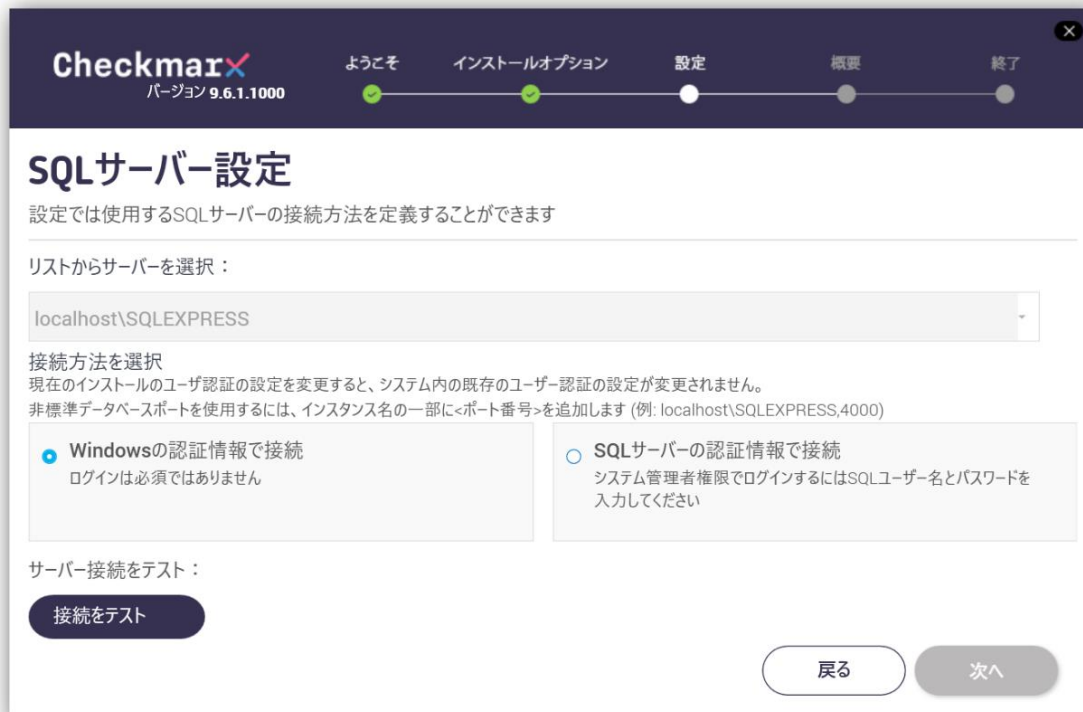 Checkmarx
バージョン 9.6.1.1000
ようこそ
インストールオプション
設定
概要
終了
SQLサーバー設定
設定では使用するSQLサーバーの接続方法を定義することができます
リストからサーバーを選択：
localhost\SQLEXPRESS
接続方法を選択
現在のインストールのユーザ認証の設定を変更すると、システム内の既存のユーザー認証の設定が変更されません。
非標準データベースポートを使用するには、インスタンス名の一部に<ポート番号>を追加します (例: localhost\SQLEXPRESS,4000)
Windowsの認証情報で接続
ログインは必須ではありません
SQLサーバーの認証情報で接続
システム管理者権限でログインするにはSQLユーザー名とパスワードを
入力してください
サーバー接続をテスト：
接続をテスト
戻る
次へ